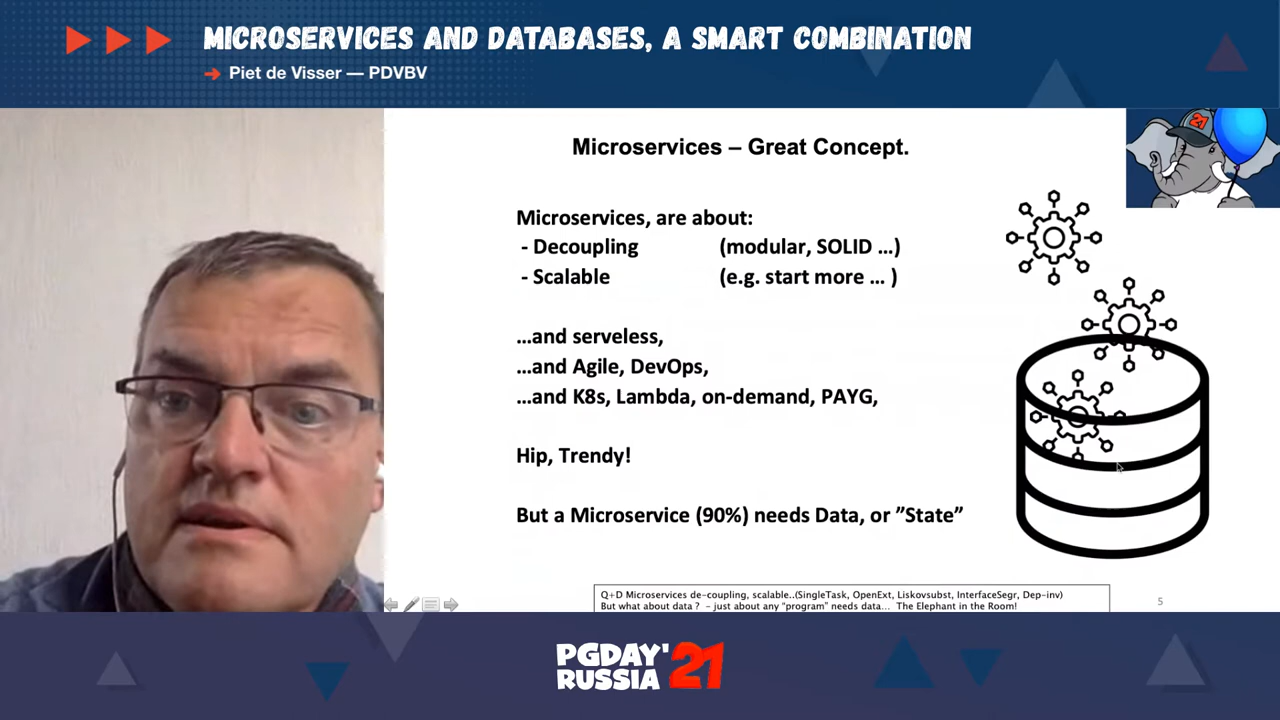 MICROSERVICES AND DATABASES, A SMART COMBINATION
Piet de Visser — PDVBV
21
Microservices – Great Concept.
Microservices, are about:
- Decoupling (modular, SOLID ...)
- Scalable (e.g. start more ... )
...and serveless,
...and Agile, DevOps,
...and K8s, Lambda, on-demand, PAYG,
Hip, Trendy!
But a Microservice (90%) needs Data, or ”State”
Q+D Microservices de-coupling, scalable..(SingleTask, OpenExt, Liskovsubst, InterfaceSegr, Dep-inv)
But what about data ? – just about any “program” needs data... The Elephant in the Room!
5
PGDAY'21
RUSSIA